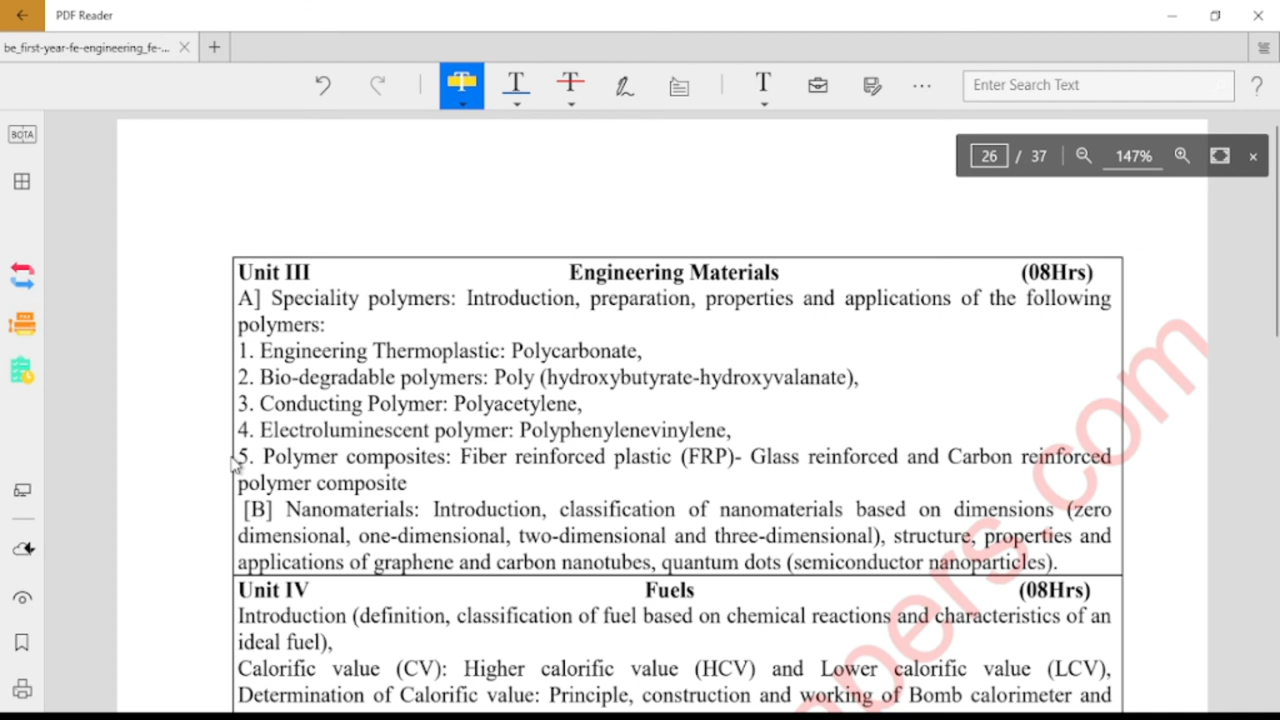 PDF Reader
be_first-year-fe-engineering_fe-...
Enter Search Text
BOTA
26 / 37 147%
Unit III Engineering Materials (08Hrs)
A] Speciality polymers: Introduction, preparation, properties and applications of the following
polymers:
1. Engineering Thermoplastic: Polycarbonate,
2. Bio-degradable polymers: Poly (hydroxybutyrate-hydroxyvalanate),
3. Conducting Polymer: Polyacetylene,
4. Electroluminescent polymer: Polyphenylenevinylene,
5. Polymer composites: Fiber reinforced plastic (FRP)- Glass reinforced and Carbon reinforced
polymer composite
[B] Nanomaterials: Introduction, classification of nanomaterials based on dimensions (zero
dimensional, one-dimensional, two-dimensional and three-dimensional), structure, properties and
applications of graphene and carbon nanotubes, quantum dots (semiconductor nanoparticles).
Unit IV Fuels (08Hrs)
Introduction (definition, classification of fuel based on chemical reactions and characteristics of an
ideal fuel),
Calorific value (CV): Higher calorific value (HCV) and Lower calorific value (LCV),
Determination of Calorific value: Principle, construction and working of Bomb calorimeter and
apers.com